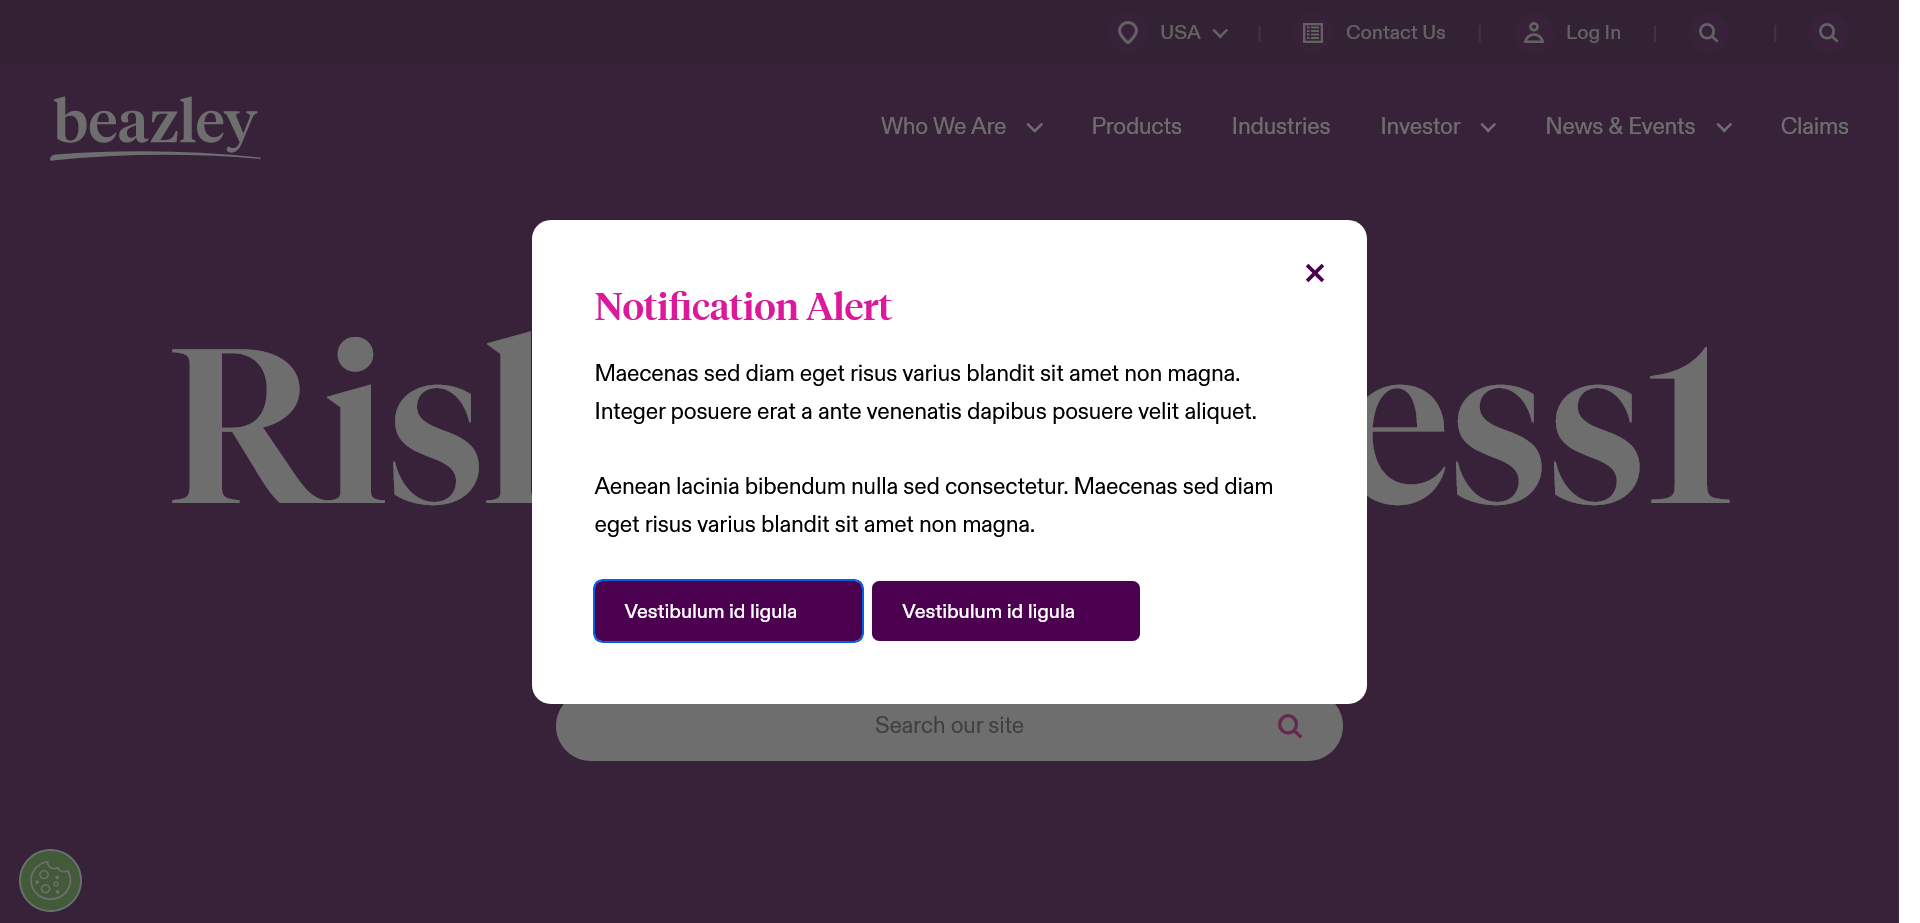 USA
Contact Us
Log In
beazley
Who We Are
Products
Industries
Investor
News & Events
Claims
Notification Alert
Maecenas sed diam eget risus varius blandit sit amet non magna.
Integer posuere erat a ante venenatis dapibus posuere velit aliquet.
Aenean lacinia bibendum nulla sed consectetur. Maecenas sed diam
eget risus varius blandit sit amet non magna.
Vestibulum id ligula
Vestibulum id ligula
Search our site